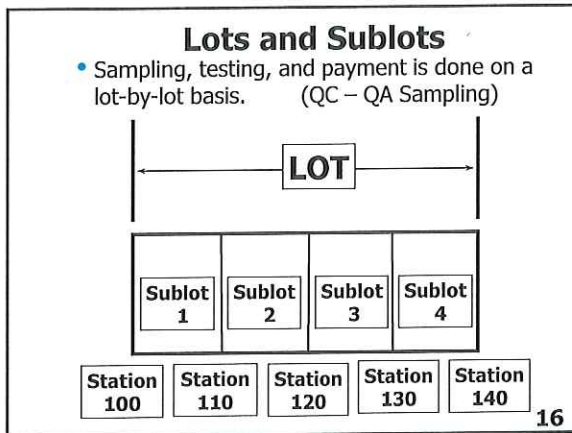 Lots and Sublots
• Sampling, testing, and payment is done on a
lot-by-lot basis. (QC – QA Sampling)
LOT
Sublot Sublot Sublot Sublot
1 2 3 4
Station Station Station Station Station
100 110 120 130 140
16